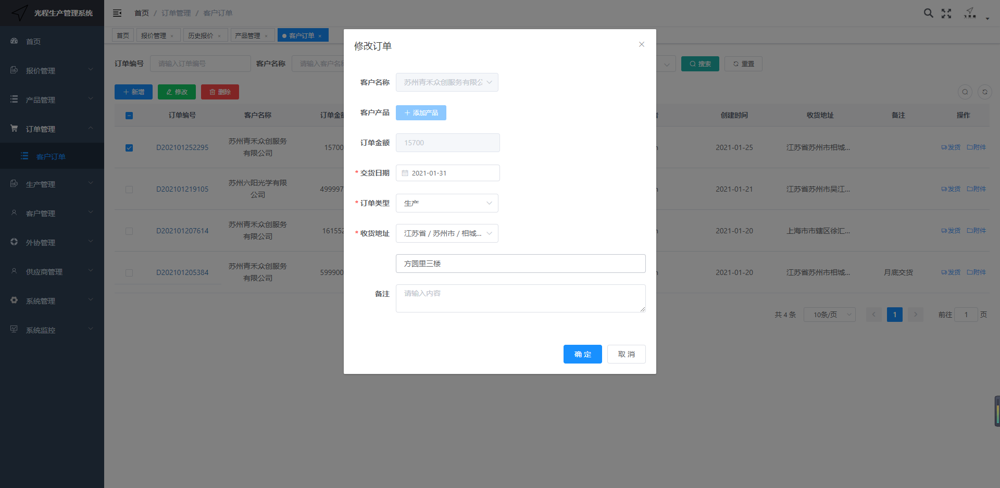 光程生产管理系统
首页 / 订单管理 / 客户订单
首页
报价管理 ×
历史报价 ×
产品管理 ×
客户订单 ×
首页
报价管理
产品管理
订单管理
客户订单
生产管理
客户管理
外协管理
供应商管理
系统管理
系统监控
订单编号 请输入订单编号
客户名称
搜索
重置
新增
修改
删除
订单编号 客户名称 创建时间 收货地址 备注 操作
D202101252295 苏州青禾众创服务有限公司 15700 2021-01-25 江苏省苏州市相城... 发货 附件
D202101219105 苏州六阳光学有限公司 499997 2021-01-21 江苏省苏州市吴江... 发货 附件
D202101207614 苏州青禾众创服务有限公司 161552 2021-01-20 上海市市辖区徐汇... 发货 附件
D202101205384 苏州青禾众创服务有限公司 599900 2021-01-20 江苏省苏州市相城... 月底交货 发货 附件
共 4 条
10条/页
1
前往 1 页
修改订单
客户名称 苏州青禾众创服务有限公
客户产品 添加产品
订单金额 15700
* 交货日期 2021-01-31
* 订单类型 生产
* 收货地址 江苏省 / 苏州市 / 相城...
方圆里三楼
备注 请输入内容
确 定
取 消